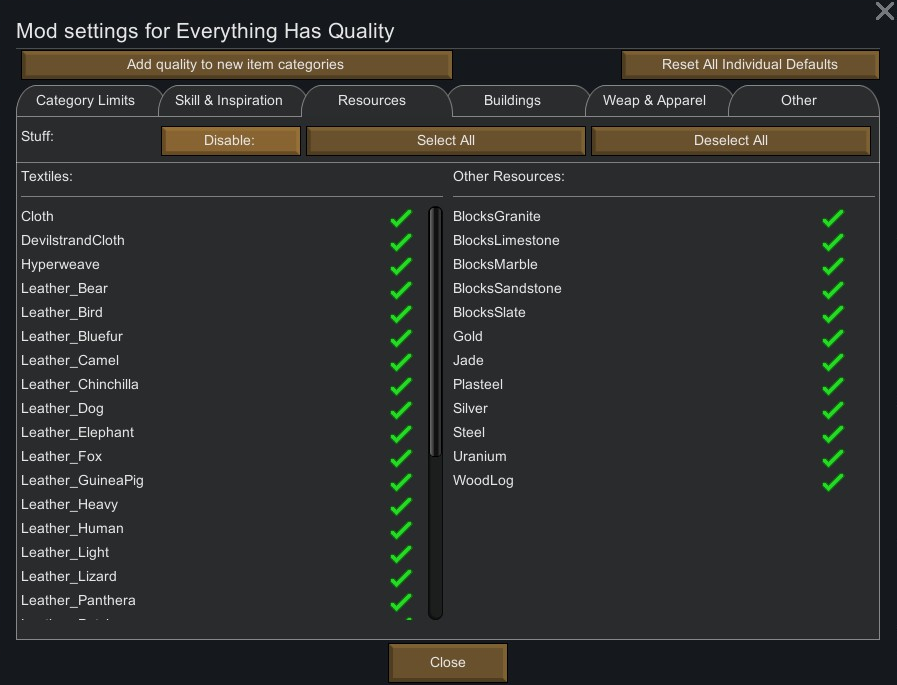 Mod settings for Everything Has Quality
Add quality to new item categories
Reset All Individual Defaults
Category Limits
Skill & Inspiration
Resources
Buildings
Weap & Apparel
Other
Stuff:
Disable:
Select All
Deselect All
Textiles:
Other Resources:
Cloth
DevilstrandCloth
Hyperweave
Leather_Bear
Leather_Bird
Leather_Bluefur
Leather_Camel
Leather_Chinchilla
Leather_Dog
Leather_Elephant
Leather_Fox
Leather_GuineaPig
Leather_Heavy
Leather_Human
Leather_Light
Leather_Lizard
Leather_Panthera
BlocksGranite
BlocksLimestone
BlocksMarble
BlocksSandstone
BlocksSlate
Gold
Jade
Plasteel
Silver
Steel
Uranium
WoodLog
Close